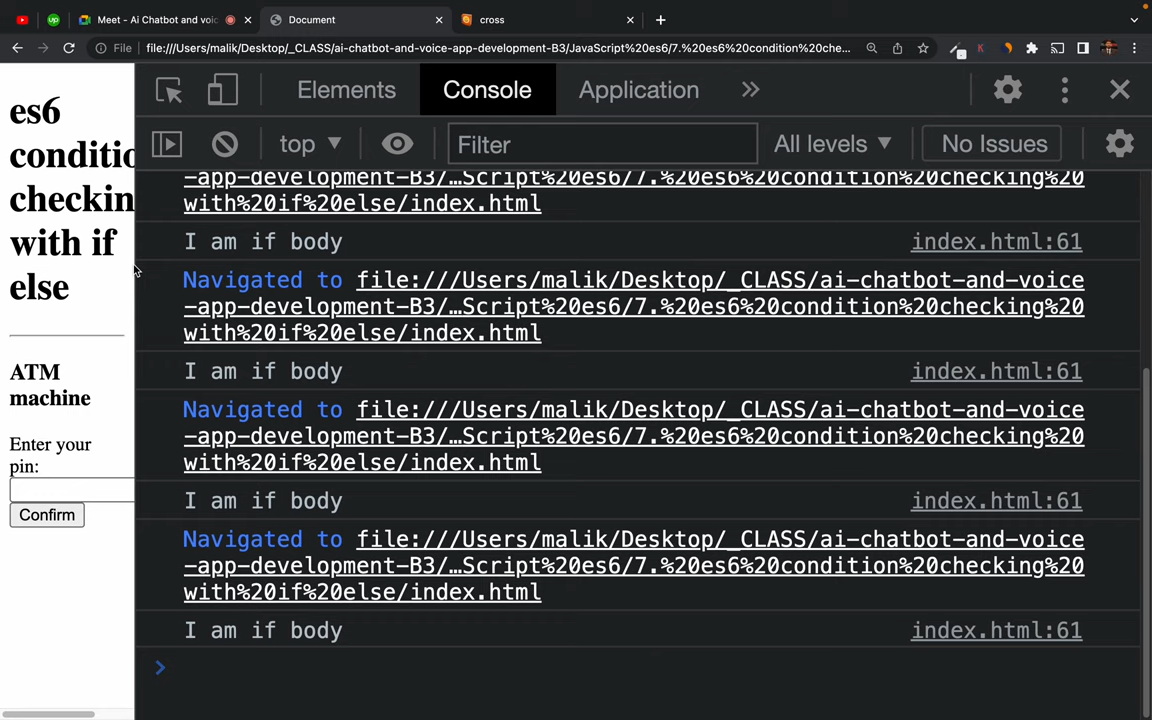 Meet - Ai Chatbot and voic
Document
cross
File
file:///Users/malik/Desktop/_CLASS/ai-chatbot-and-voice-app-development-B3/JavaScript%20es6/7.%20es6%20condition%20che...
es6
conditio
checkin
with if
else
ATM
machine
Enter your
pin:
Confirm
Elements
Console
Application
top
Filter
All levels
No Issues
-app-development-B3/…Script%20es6/7.%20es6%20condition%20checking%20
with%20if%20else/index.html
I am if body index.html:61
Navigated to file:///Users/malik/Desktop/_CLASS/ai-chatbot-and-voice
-app-development-B3/…Script%20es6/7.%20es6%20condition%20checking%20
with%20if%20else/index.html
I am if body index.html:61
Navigated to file:///Users/malik/Desktop/_CLASS/ai-chatbot-and-voice
-app-development-B3/…Script%20es6/7.%20es6%20condition%20checking%20
with%20if%20else/index.html
I am if body index.html:61
Navigated to file:///Users/malik/Desktop/_CLASS/ai-chatbot-and-voice
-app-development-B3/…Script%20es6/7.%20es6%20condition%20checking%20
with%20if%20else/index.html
I am if body index.html:61